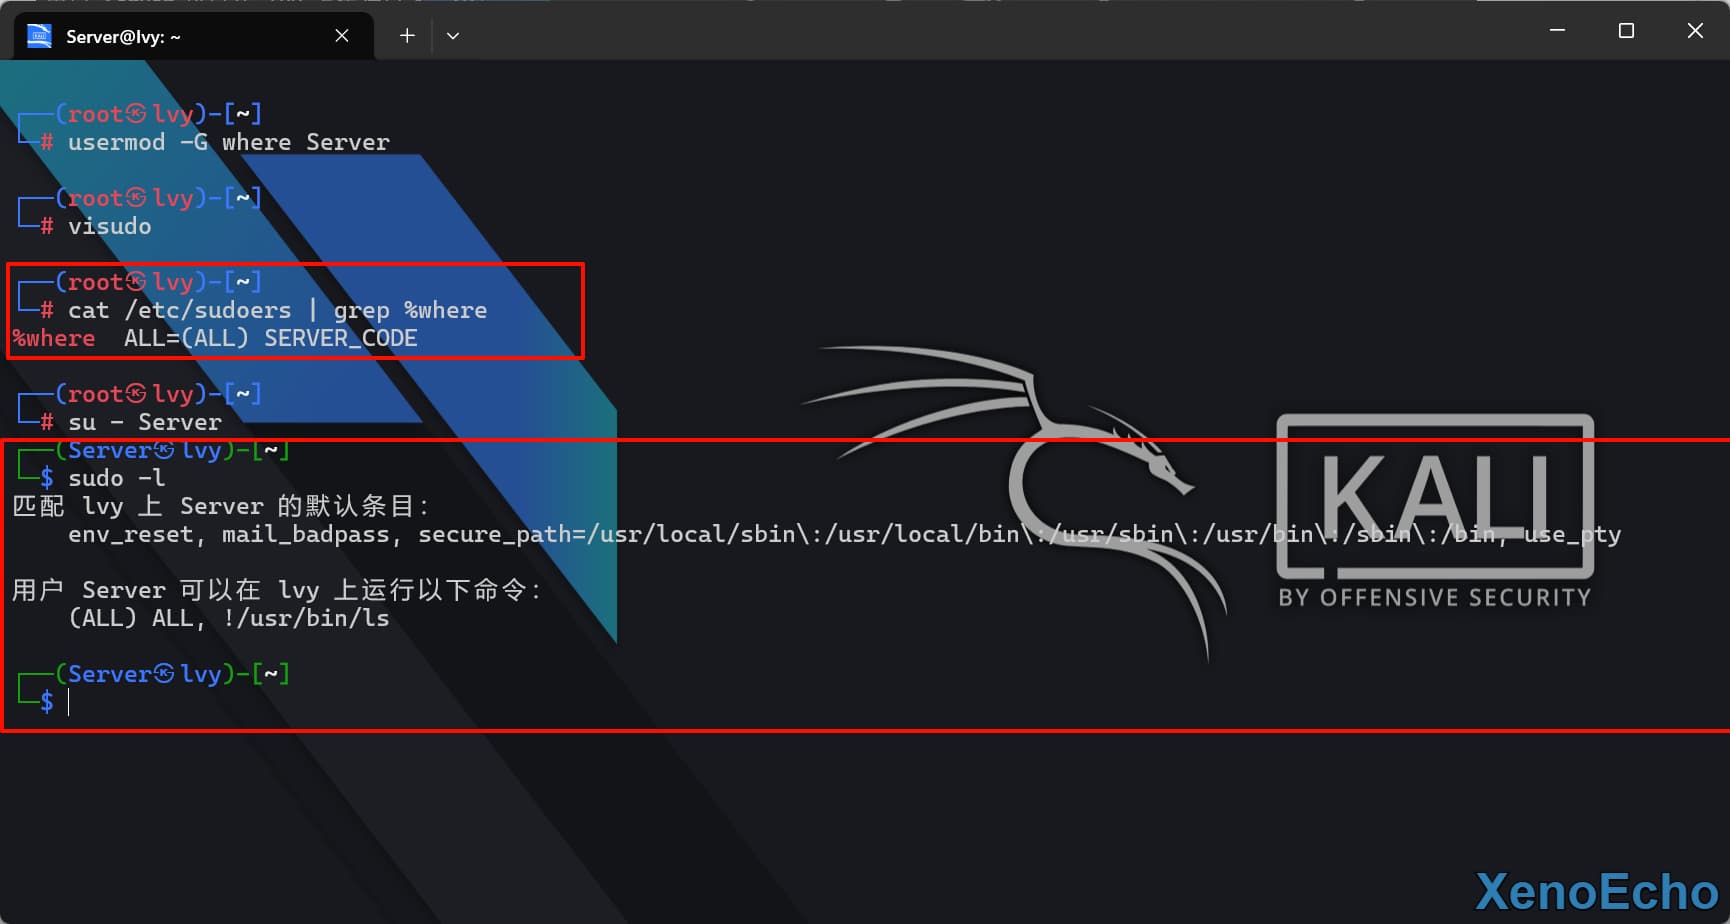 Server@lvy: ~
┌──(root㉿lvy)-[~]
└─# usermod -G where Server
┌──(root㉿lvy)-[~]
└─# visudo
┌──(root㉿lvy)-[~]
└─# cat /etc/sudoers | grep %where
%where  ALL=(ALL) SERVER_CODE
┌──(root㉿lvy)-[~]
└─# su - Server
┌──(Server㉿lvy)-[~]
└─$ sudo -l
匹配 lvy 上 Server 的默认条目：
    env_reset, mail_badpass, secure_path=/usr/local/sbin\:/usr/local/bin\:/usr/sbin\:/usr/bin\:/sbin\:/bin, use_pty
用户 Server 可以在 lvy 上运行以下命令：
    (ALL) ALL, !/usr/bin/ls
┌──(Server㉿lvy)-[~]
└─$
KALI
BY OFFENSIVE SECURITY
XenoEcho